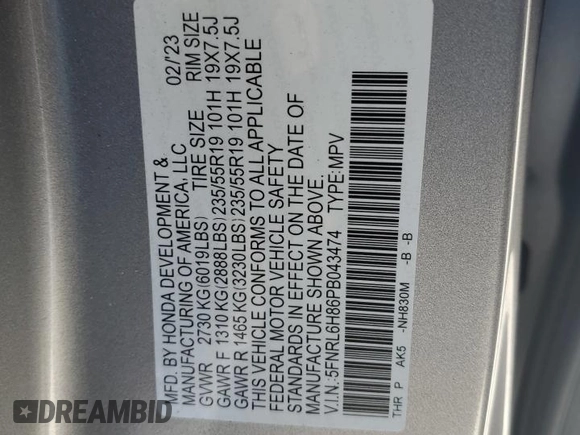 MFD. BY HONDA DEVELOPMENT & 02/'23
MANUFACTURING OF AMERICA, LLC
GVWR 2730 KG(6019LBS) TIRE SIZE RIM SIZE
GAWR F 1310 KG(2888LBS) 235/55R19 101H 19X7.5J
GAWR R 1465 KG(3230LBS) 235/55R19 101H 19X7.5J
THIS VEHICLE CONFORMS TO ALL APPLICABLE
FEDERAL MOTOR VEHICLE SAFETY
STANDARDS IN EFFECT ON THE DATE OF
MANUFACTURE SHOWN ABOVE.
V.I.N:5FNRL6H86PB043474 TYPE:MPV
THR P AK5 -NH830M -B -B
DREAMBID